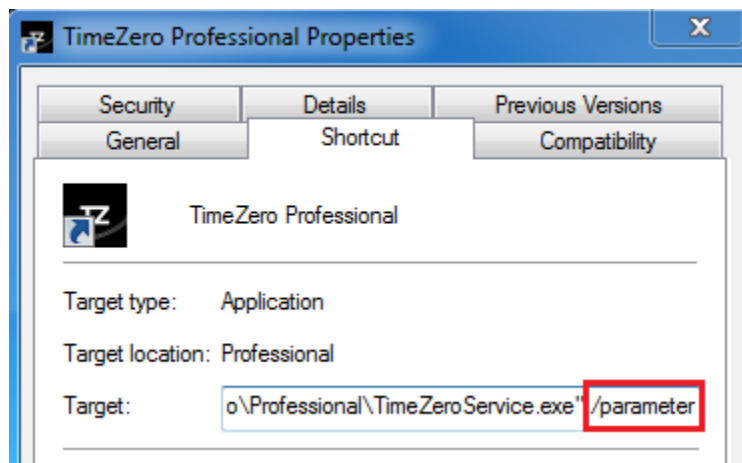 TimeZero Professional Properties
x
Security Details Previous Versions
General Shortcut Compatibility
TZ TimeZero Professional
Target type: Application
Target location: Professional
Target: o\Professional\TimeZeroService.exe" /parameter